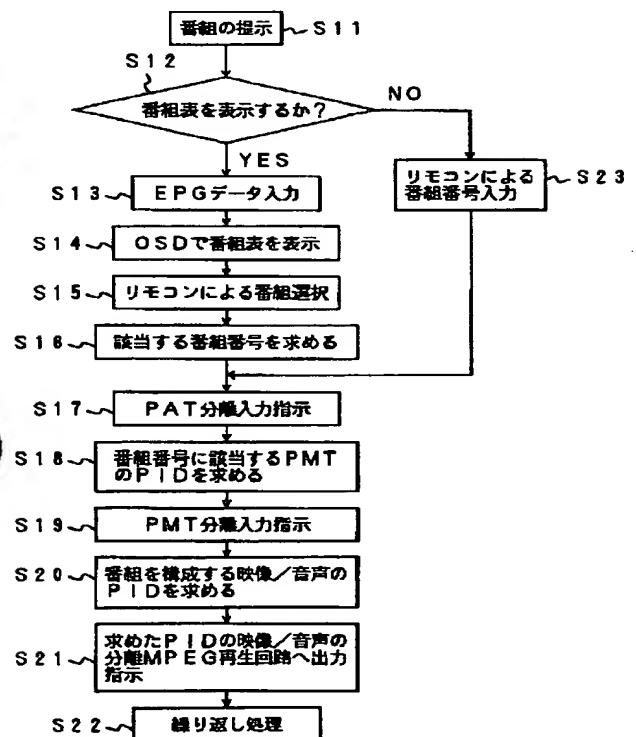 番組の提示 S11
S12
番組表を表示するか？
NO
YES
S13 EPGデータ入力
リモコンによる
番組番号入力 S23
S14 OSDで番組表を表示
S15 リモコンによる番組選択
S16 該当する番組番号を求める
S17 PAT分離入力指示
S18 番組番号に該当するPMT
のPIDを求める
S19 PMT分離入力指示
S20 番組を構成する映像／音声の
PIDを求める
S21 求めたPIDの映像／音声の
分離MPEG再生回路へ出力
指示
S22 繰り返し処理